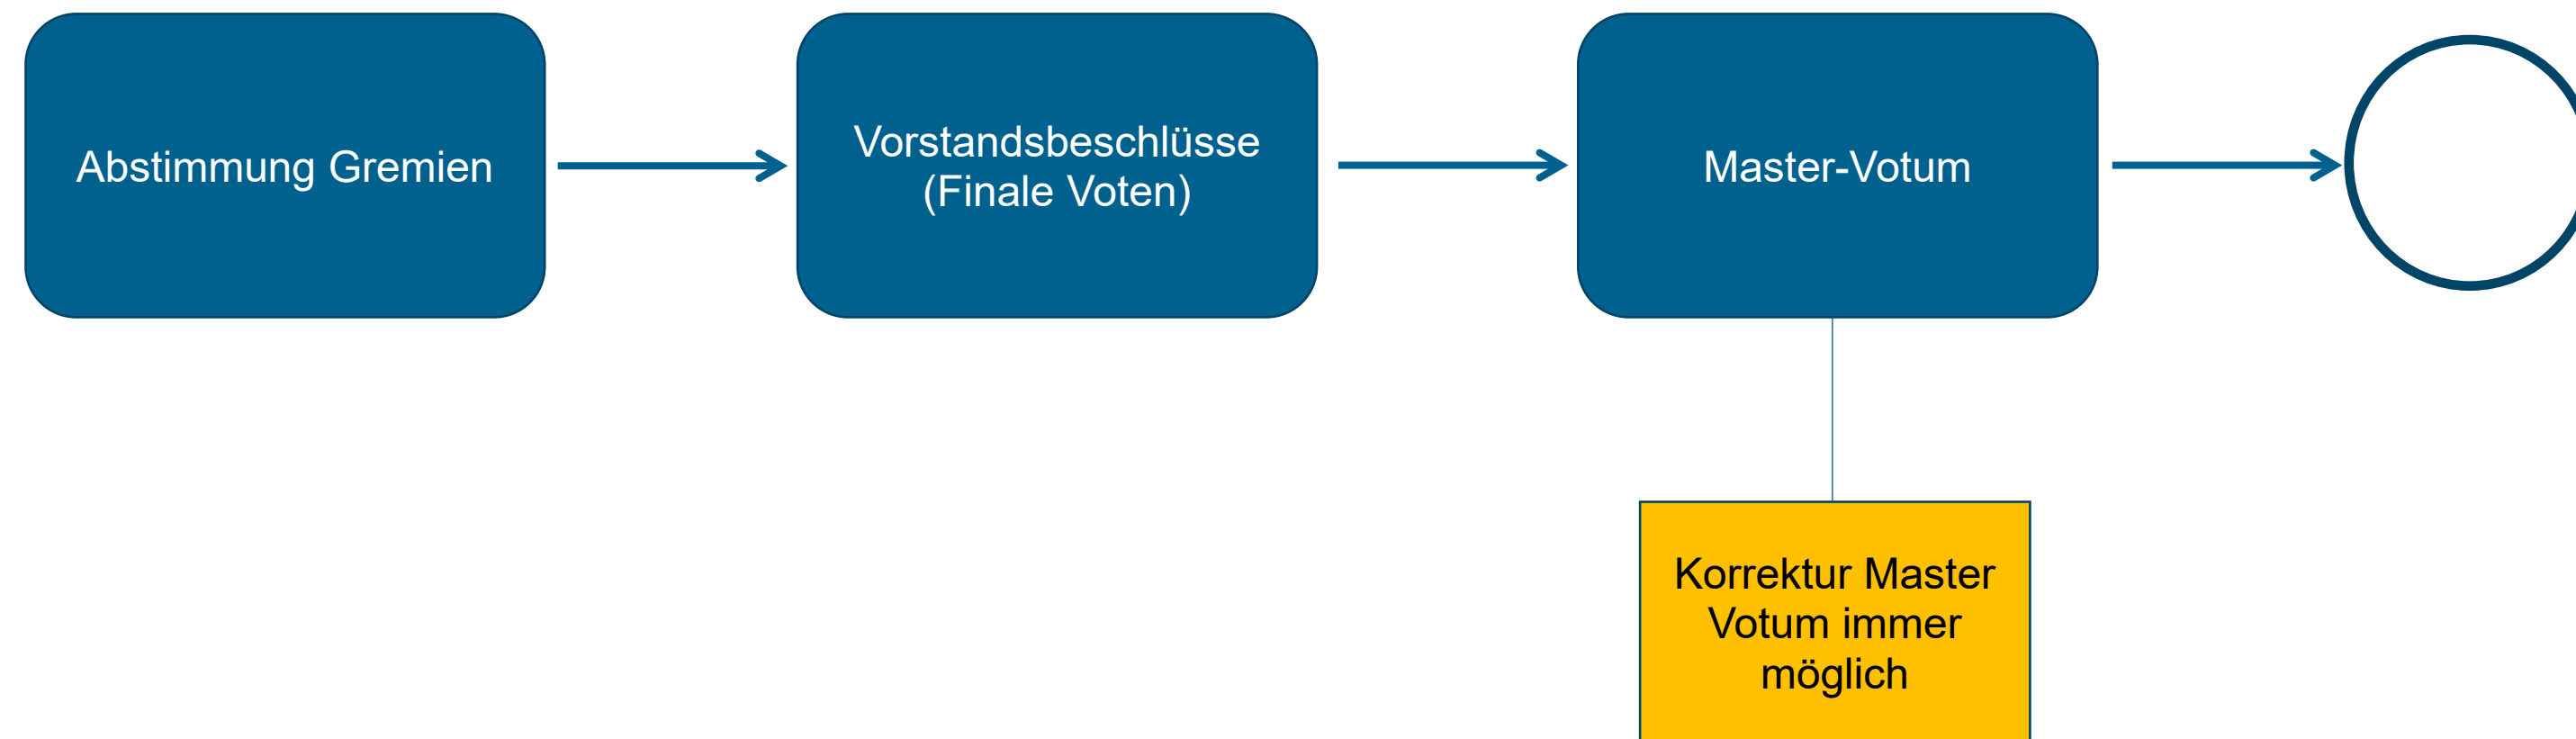 Abstimmung Gremien
Vorstandsbeschlüsse
(Finale Voten)
Master-Votum
Korrektur Master
Votum immer
möglich